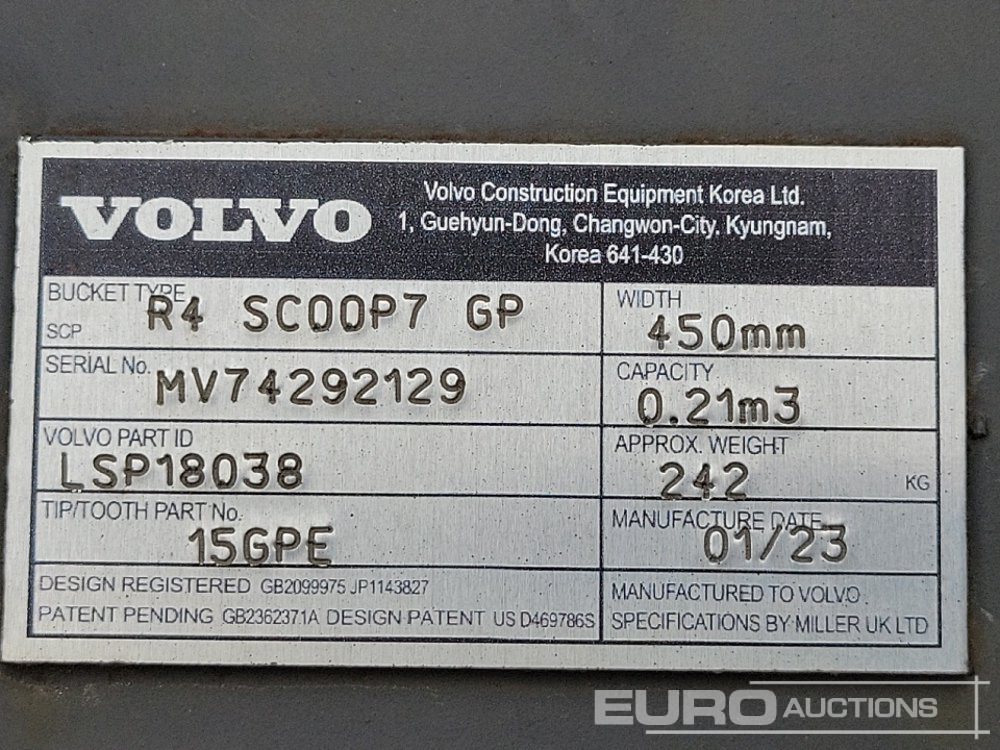 VOLVO
Volvo Construction Equipment Korea Ltd.
1, Guehyun-Dong, Changwon-City, Kyungnam,
Korea 641-430
BUCKET TYPE R4 SCOOP7 GP
SCP
WIDTH
450mm
SERIAL No. MV74292129
CAPACITY
0.21m3
VOLVO PART ID
LSP18038
APPROX. WEIGHT
242 KG
TIP/TOOTH PART No.
15GPE
MANUFACTURE DATE
01/23
DESIGN REGISTERED GB2099975 JP1143827
PATENT PENDING GB2362371A DESIGN PATENT US D469786S
MANUFACTURED TO VOLVO
SPECIFICATIONS BY MILLER UK LTD
EURO AUCTIONS